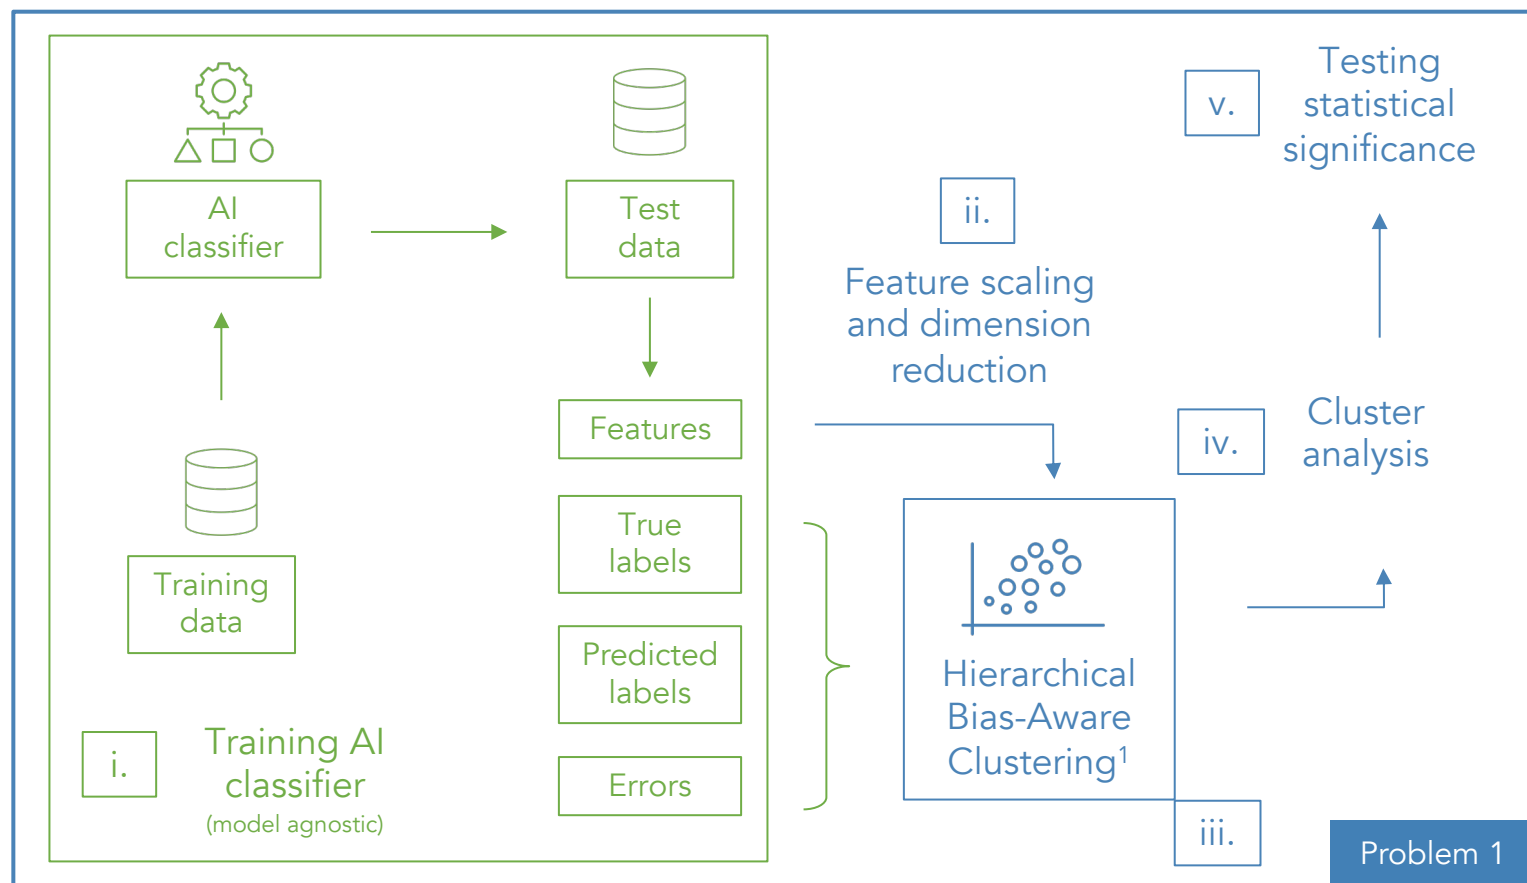 AI
classifier
Test
data
Features
True
labels
Predicted
labels
Errors
Training
data
i.
Training AI
classifier
(model agnostic)
ii.
Feature scaling
and dimension
reduction
Hierarchical
Bias-Aware
Clustering¹
iii.
iv.
Cluster
analysis
v.
Testing
statistical
significance
Problem 1